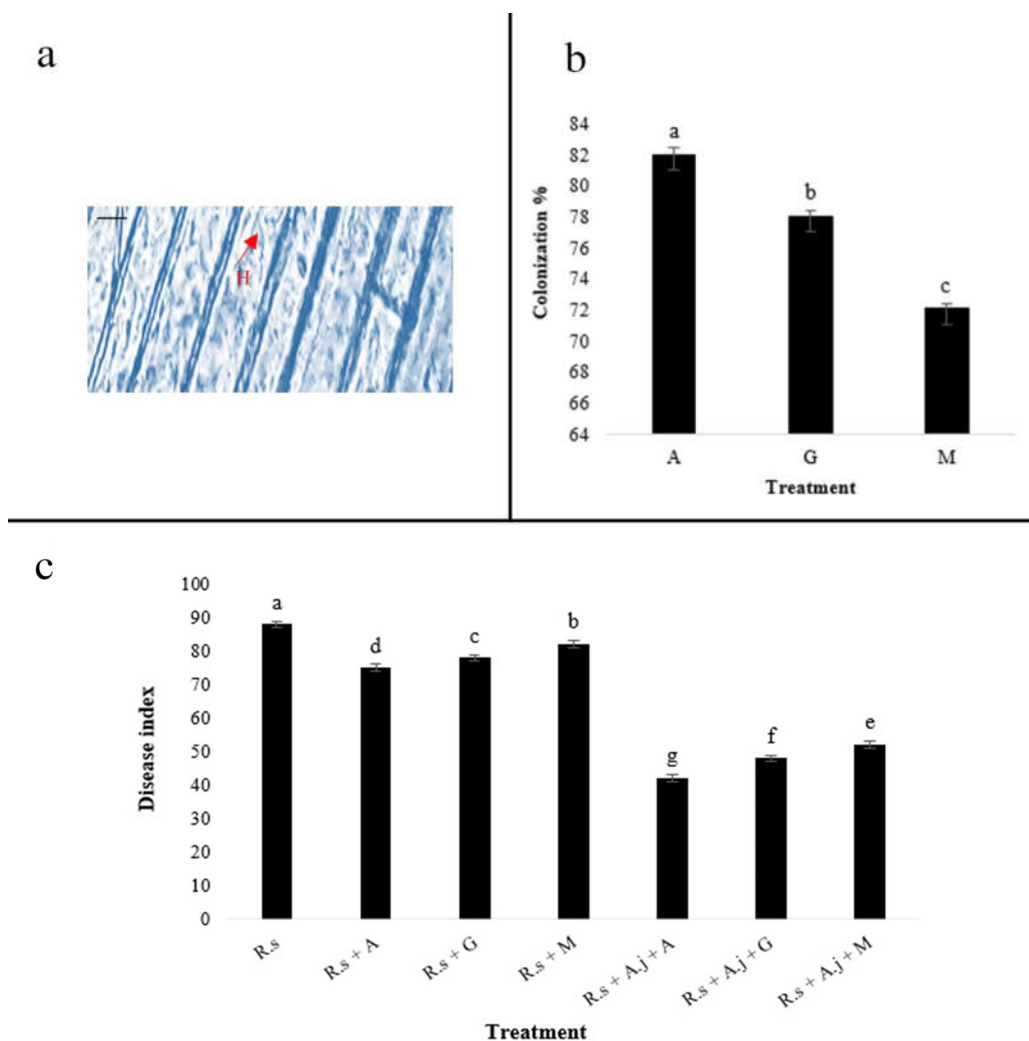 a
H
b
84
82
80
78
76
74
72
70
68
66
64
Colonization %
a
b
c
A G M
Treatment
c
100
90
80
70
60
50
40
30
20
10
0
Disease index
a
d
c
b
g
f
e
R.s
R.s + A
R.s + G
R.s + M
R.s + A.j + A
R.s + A.j + G
R.s + A.j + M
Treatment